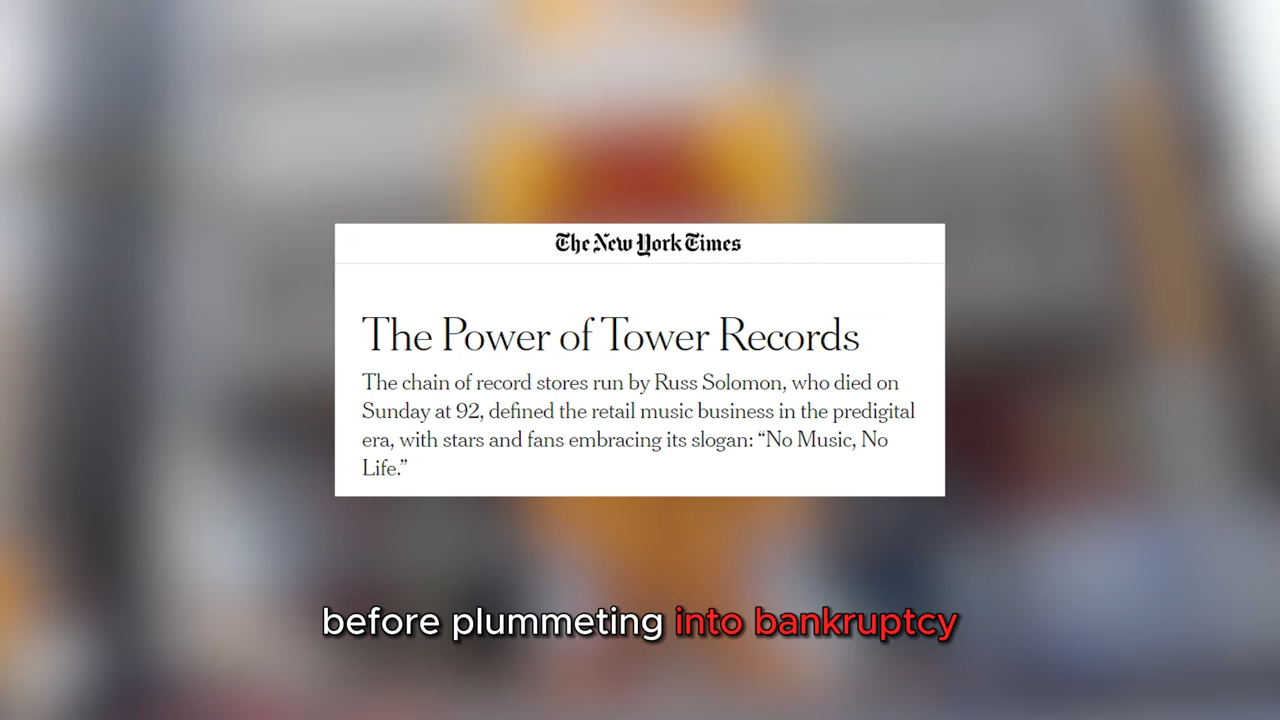 The New York Times
The Power of Tower Records
The chain of record stores run by Russ Solomon, who died on
Sunday at 92, defined the retail music business in the predigital
era, with stars and fans embracing its slogan: “No Music, No
Life.”
before plummeting into bankruptcy